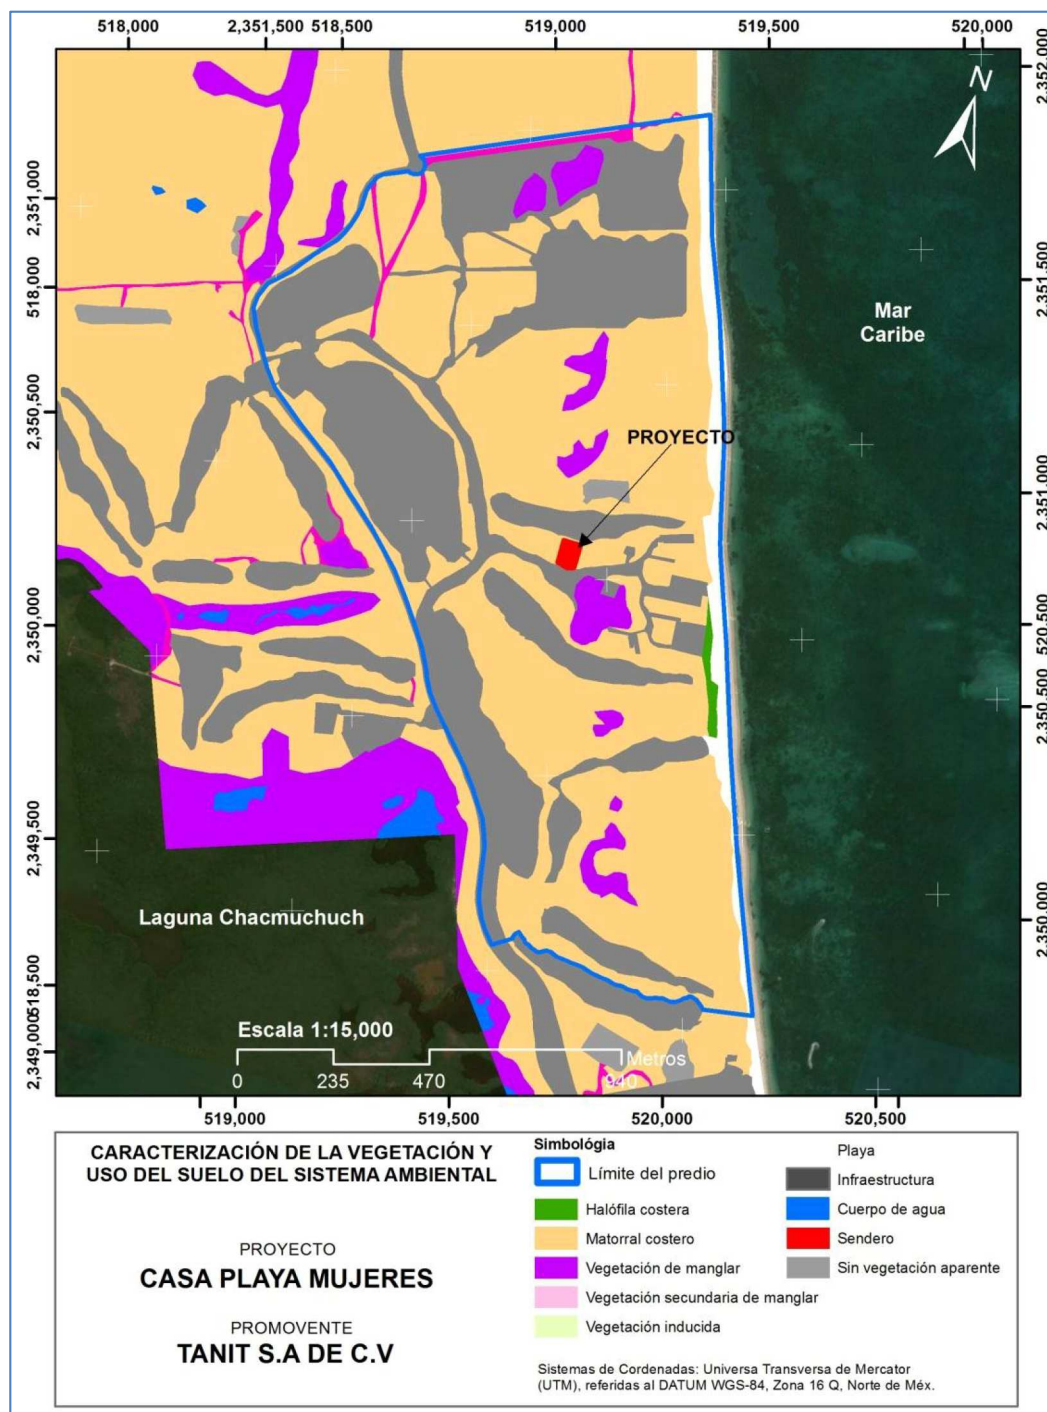 518,000
2,351,500
518,500
519,000
519,500
520,000
2,352,000
N
2,351,000
2,351,500
518,000
Mar
Caribe
2,350,500
PROYECTO
2,351,000
2,350,000
520,500
2,350,500
2,349,500
Laguna Chacmuchuch
2,350,000
518,500
Escala 1:15,000
2,349,000
Metros
0 235 470 940
519,000
519,500
520,000
520,500
CARACTERIZACIÓN DE LA VEGETACIÓN Y
USO DEL SUELO DEL SISTEMA AMBIENTAL
PROYECTO
CASA PLAYA MUJERES
PROMOVENTE
TANIT S.A DE C.V
Simbológia
Límite del predio
Halófila costera
Matorral costero
Vegetación de manglar
Vegetación secundaria de manglar
Vegetación inducida
Playa
Infraestructura
Cuerpo de agua
Sendero
Sin vegetación aparente
Sistemas de Cordenadas: Universa Transversa de Mercator
(UTM), referidas al DATUM WGS-84, Zona 16 Q, Norte de Méx.